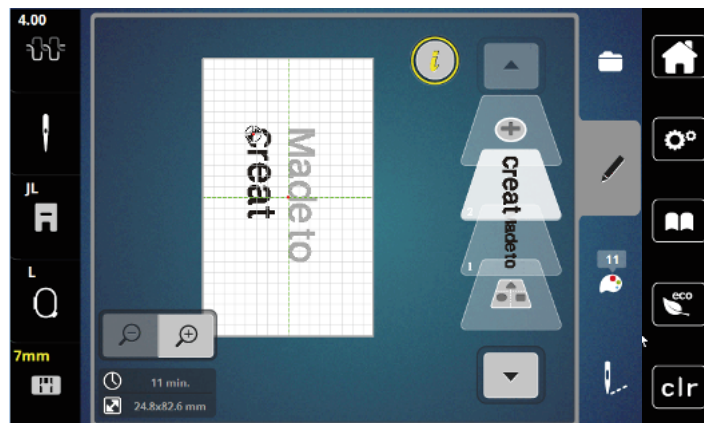 4.00
JL
L
7mm
Made to
Creat
i
creat
2
lade to
1
11
11 min.
24.8x82.6 mm
eco
clr